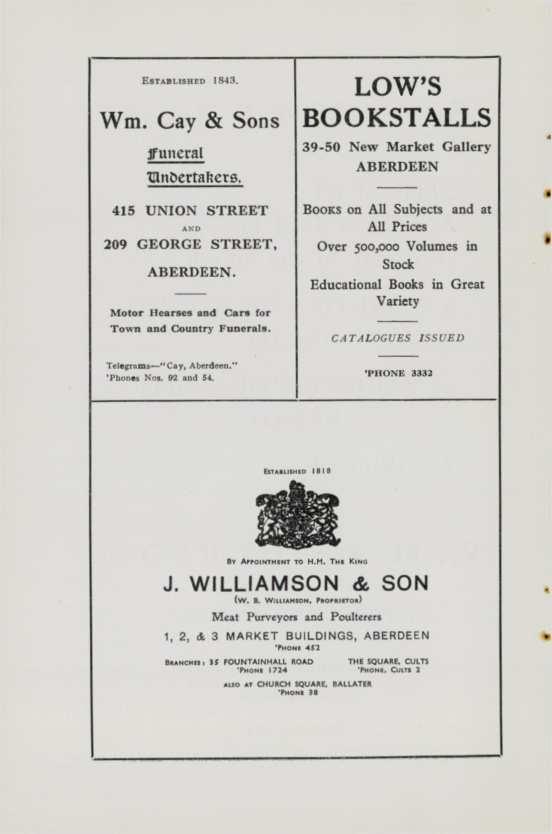 ESTABLISHED 1843.
Wm. Cay & Sons
Funeral
Undertakers.
415 UNION STREET
AND
209 GEORGE STREET,
ABERDEEN.
Motor Hearses and Cars for
Town and Country Funerals.
Telegrams—"Cay, Aberdeen."
'Phones Nos. 92 and 54.
LOW'S
BOOKSTALLS
39-50 New Market Gallery
ABERDEEN
BOOKS on All Subjects and at
All Prices
Over 500,000 Volumes in
Stock
Educational Books in Great
Variety
CATALOGUES ISSUED
'PHONE 3332
ESTABLISHED 1818
BY APPOINTMENT TO H.M. THE KING
J. WILLIAMSON & SON
(W. B. WILLIAMSON, PROPRIETOR)
Meat Purveyors and Poulterers
1, 2, & 3 MARKET BUILDINGS, ABERDEEN
'PHONE 452
BRANCHES: 35 FOUNTAINHALL ROAD
'PHONE 1724
THE SQUARE, CULTS
'PHONE, CULTS 2
ALSO AT CHURCH SQUARE, BALLATER
'PHONE 38